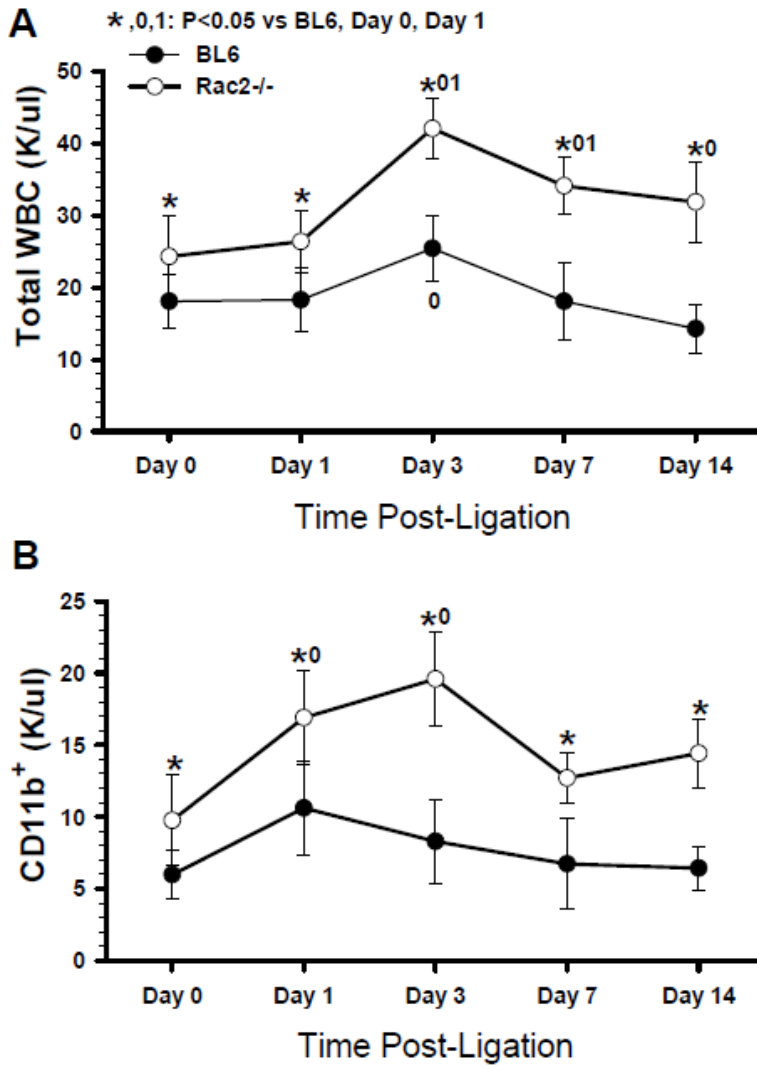 A
*,0,1: P<0.05 vs BL6, Day 0, Day 1
BL6
Rac2-/-
Total WBC (K/ul)
50
40
30
20
10
0
*
*
*01
*01
*0
0
Day 0 Day 1 Day 3 Day 7 Day 14
Time Post-Ligation
B
CD11b+ (K/ul)
25
20
15
10
5
0
*
*0
*0
*
*
Day 0 Day 1 Day 3 Day 7 Day 14
Time Post-Ligation